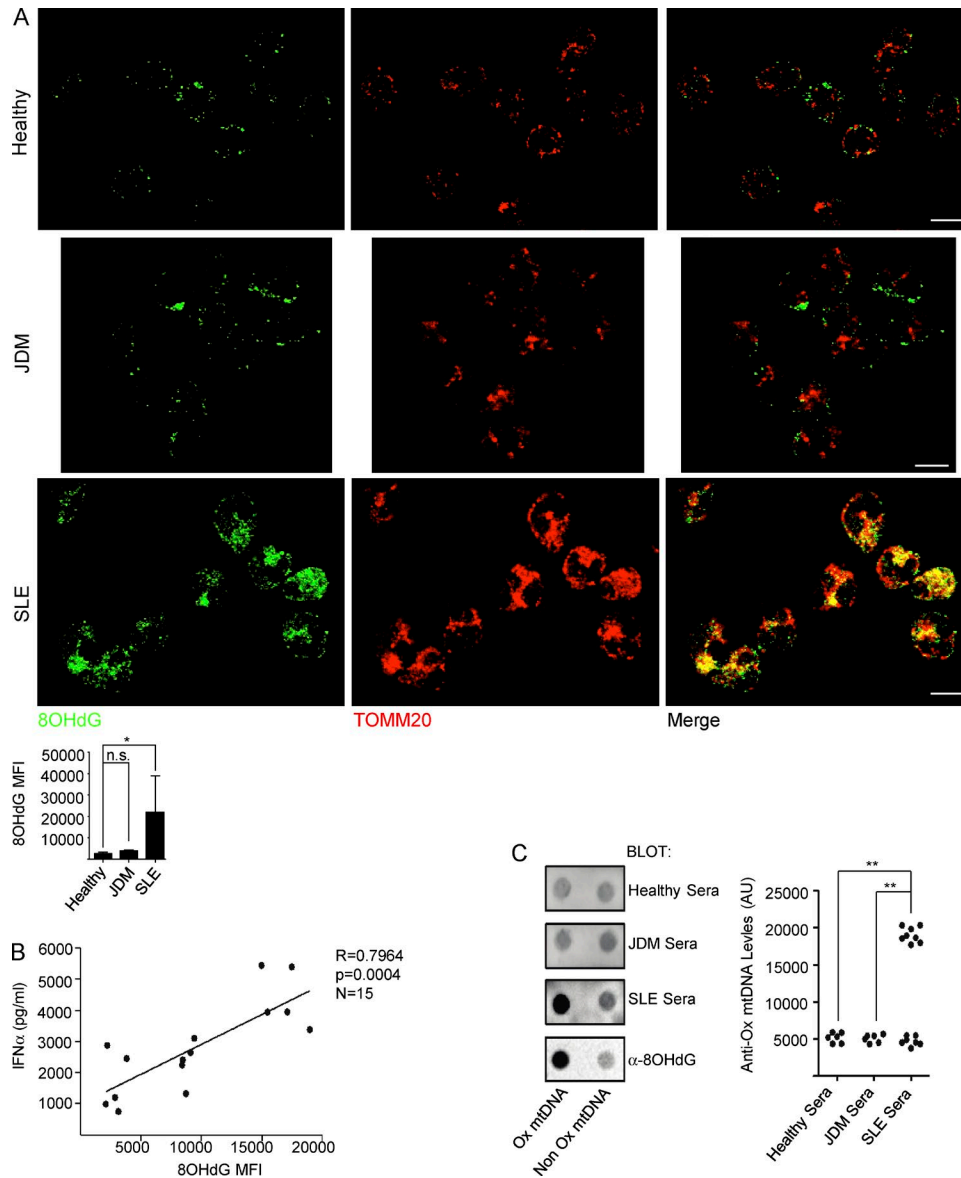 A
Healthy
JDM
SLE
8OHdG
TOMM20
Merge
8OHdG MFI
50000
40000
30000
20000
10000
n.s.
*
Healthy
JDM
SLE
B
IFNα (pg/ml)
6000
5000
4000
3000
2000
1000
5000
10000
15000
20000
8OHdG MFI
R=0.7964
p=0.0004
N=15
C
BLOT:
Healthy Sera
JDM Sera
SLE Sera
α-8OHdG
Ox mtDNA
Non Ox mtDNA
Anti-Ox mtDNA Levles (AU)
25000
20000
15000
10000
5000
0
**
**
Healthy Sera
JDM Sera
SLE Sera